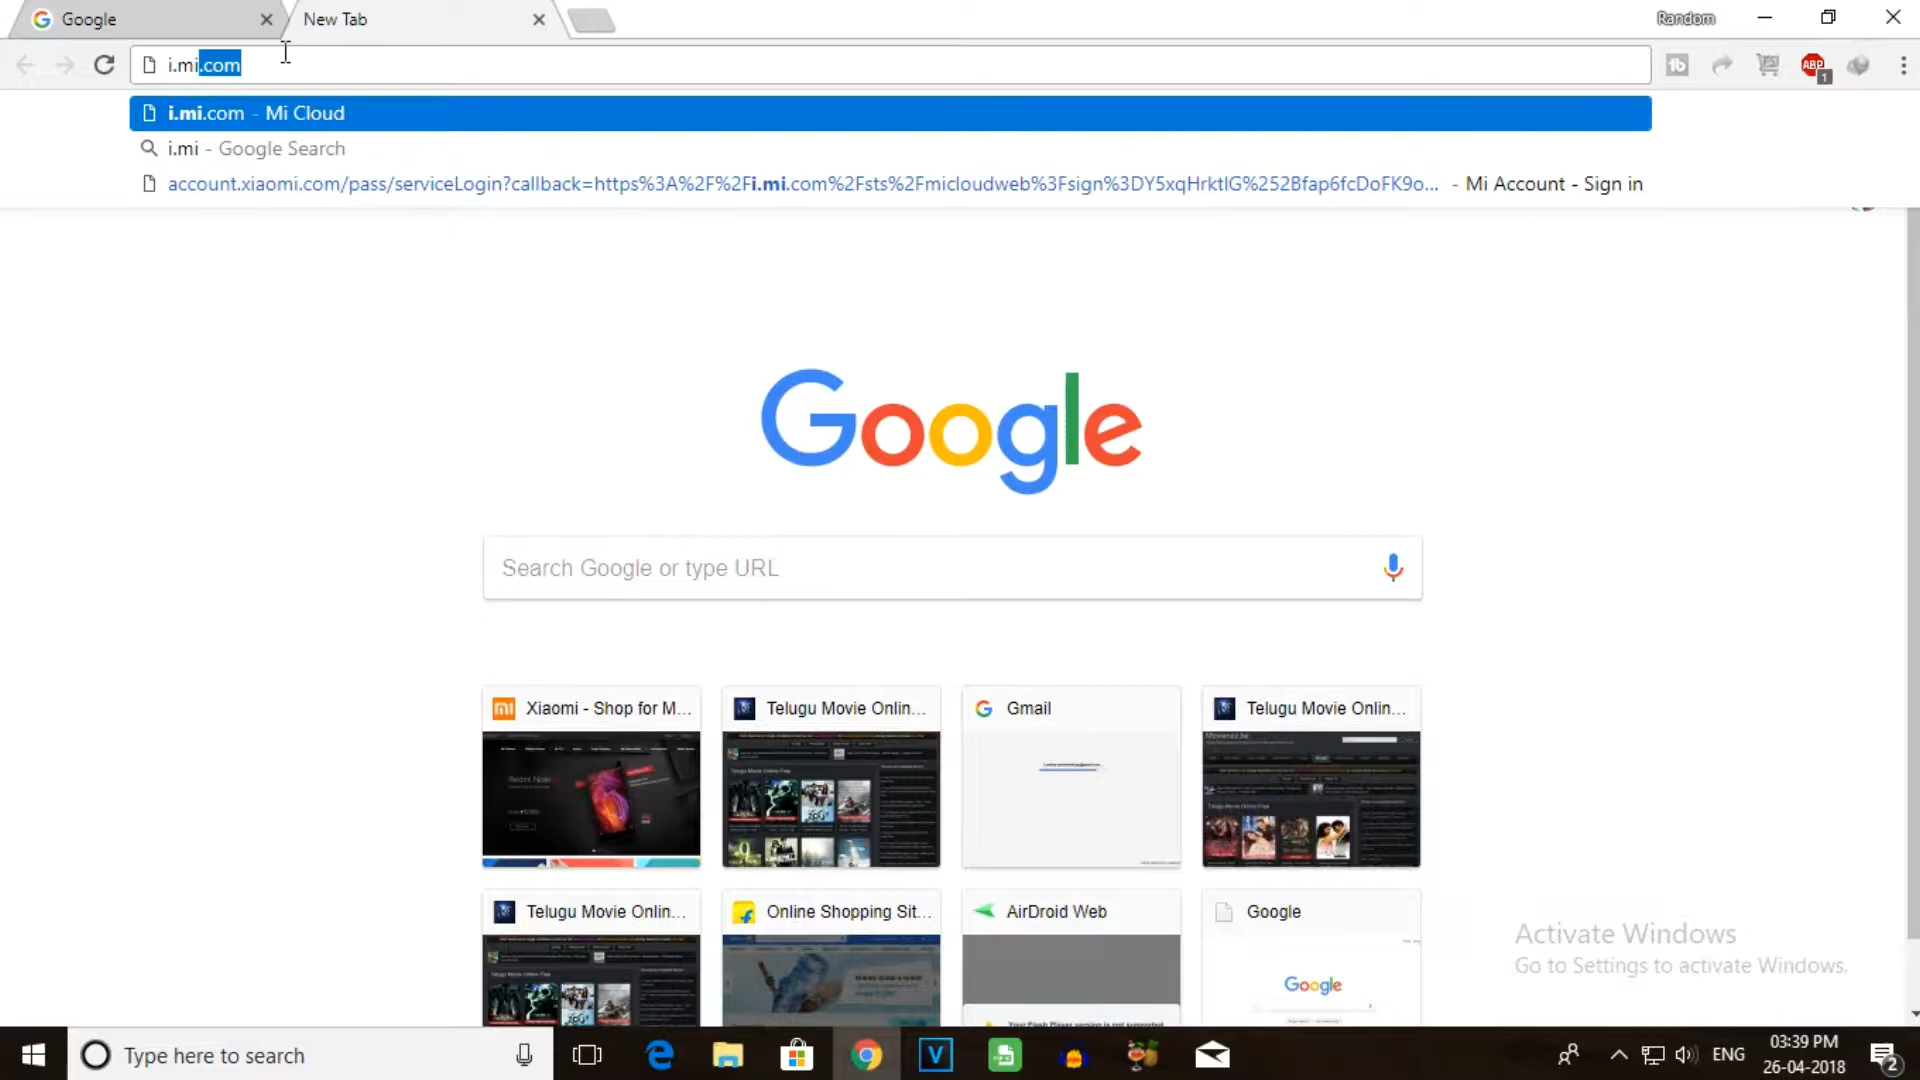 Google
New Tab
Random
i.mi.com
1
i.mi.com - Mi Cloud
i.mi - Google Search
account.xiaomi.com/pass/serviceLogin?callback=https%3A%2F%2Fi.mi.com%2Fsts%2Fmicloudweb%3Fsign%3DY5xqHrktlG%252Bfap6fcDoFK9o... - Mi Account - Sign in
Google
Search Google or type URL
Xiaomi - Shop for M...
Telugu Movie Onlin...
Gmail
Telugu Movie Onlin...
Telugu Movie Onlin...
Online Shopping Sit...
AirDroid Web
Google
Google
Activate Windows
Go to Settings to activate Windows.
Type here to search
ENG
03:39 PM
26-04-2018
2